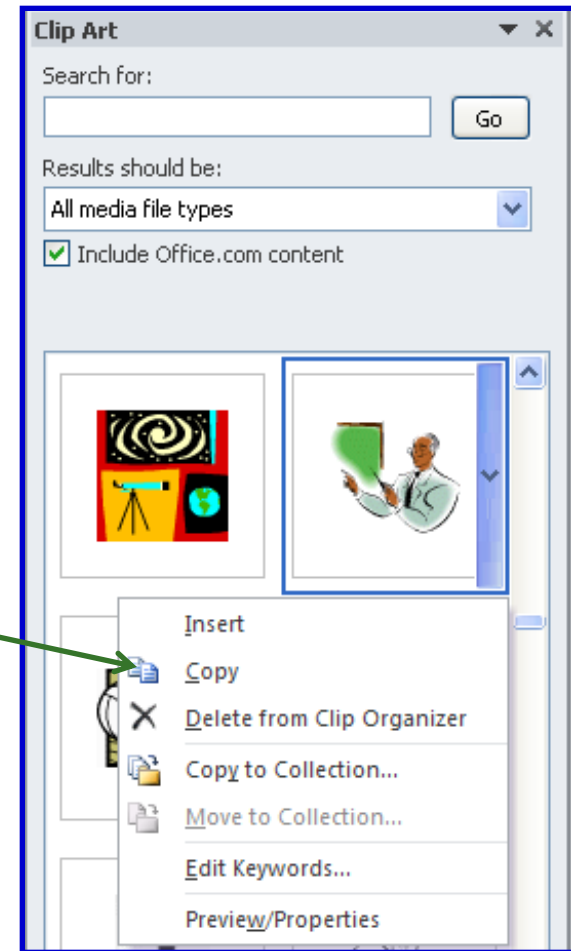 Clip Art
Search for:
Go
Results should be:
All media file types
Include Office.com content
Insert
Copy
Delete from Clip Organizer
Copy to Collection...
Move to Collection...
Edit Keywords...
Preview/Properties